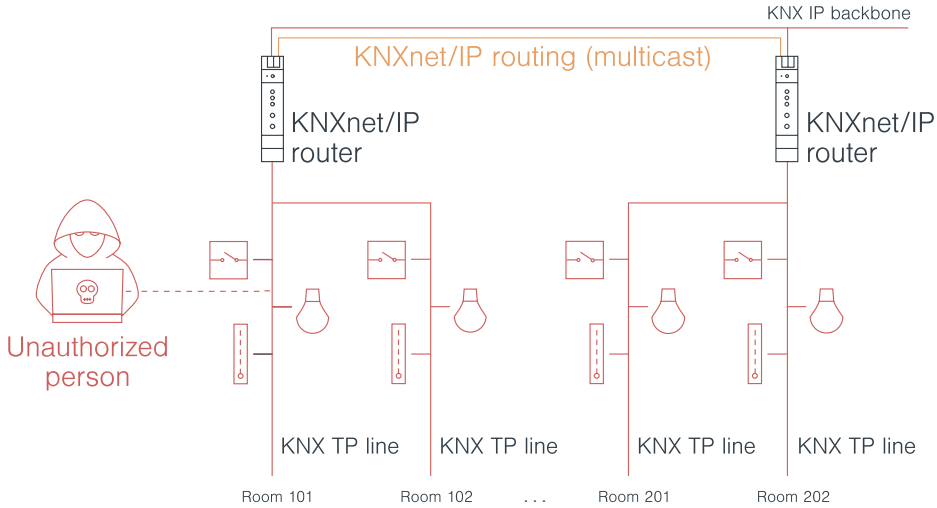 KNX IP backbone
KNXnet/IP routing (multicast)
KNXnet/IP
router
KNXnet/IP
router
Unauthorized
person
KNX TP line
KNX TP line
KNX TP line
KNX TP line
Room 101
Room 102
...
Room 201
Room 202